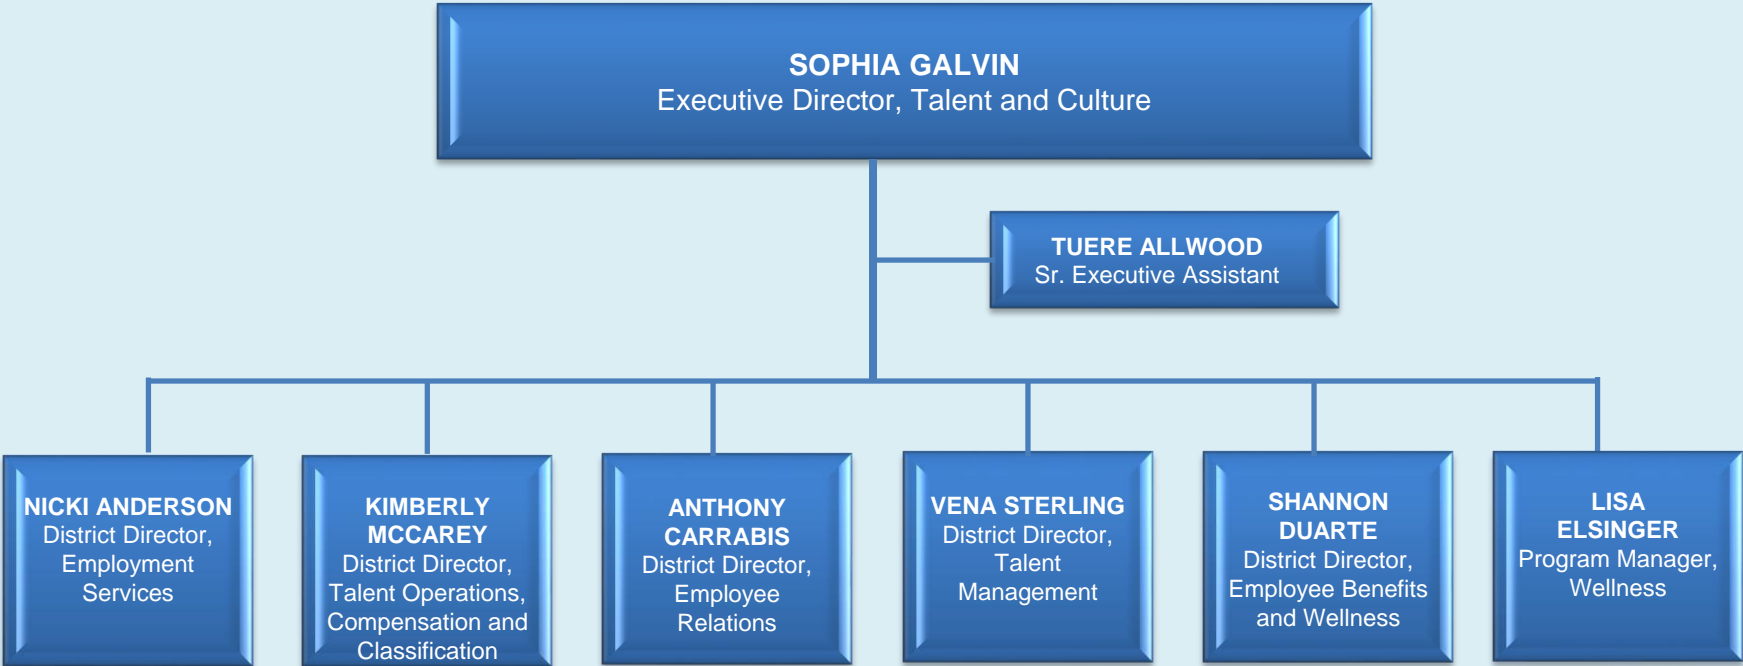 SOPHIA GALVIN
Executive Director, Talent and Culture
TUERE ALLWOOD
Sr. Executive Assistant
NICKI ANDERSON
District Director,
Employment
Services
KIMBERLY
MCCAREY
District Director,
Talent Operations,
Compensation and
Classification
ANTHONY
CARRABIS
District Director,
Employee
Relations
VENA STERLING
District Director,
Talent
Management
SHANNON
DUARTE
District Director,
Employee Benefits
and Wellness
LISA
ELSINGER
Program Manager,
Wellness